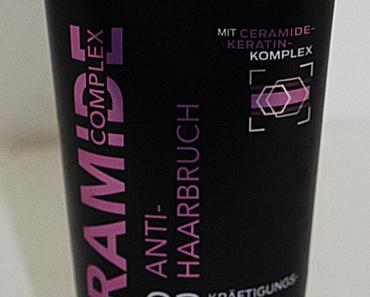 MIT CERAMIDE-
KERATIN-
KOMPLEX
RAMIDE
COMPLEX
ANTI-
HAARBRUCH
KRÄFTIGUNGS-